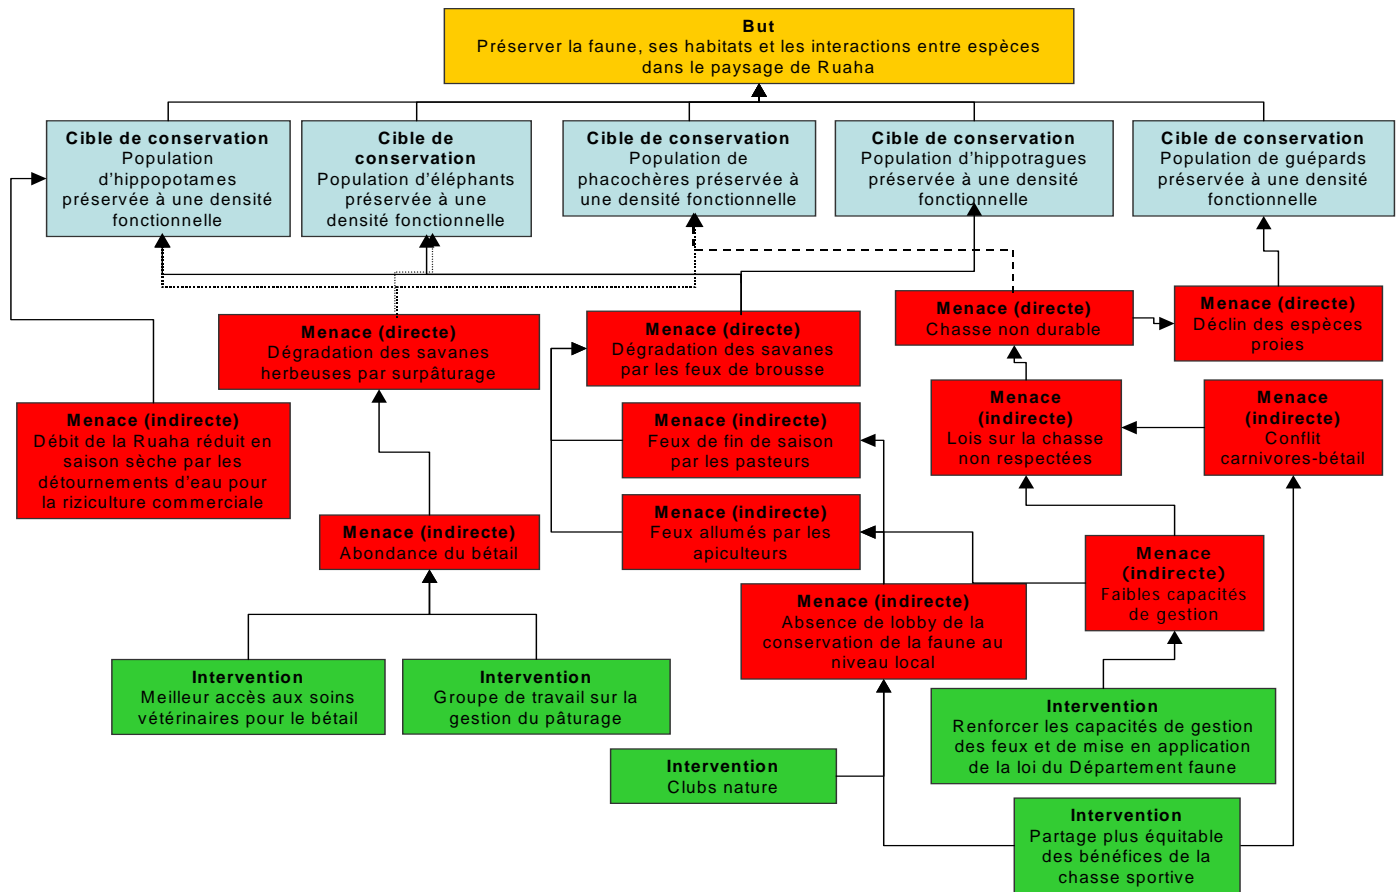 But
Préserver la faune, ses habitats et les interactions entre espèces
dans le paysage de Ruaha
Cible de conservation
Population
d'hippopotames
préservée à une densité
fonctionnelle
Cible de
conservation
Population d'éléphants
préservée à une
densité fonctionnelle
Cible de conservation
Population de
phacochères préservée à
une densité fonctionnelle
Cible de conservation
Population d'hippotragues
préservée à une densité
fonctionnelle
Cible de conservation
Population de guépards
préservée à une densité
fonctionnelle
Menace (directe)
Dégradation des savanes
herbeuses par surpâturage
Menace (directe)
Dégradation des savanes
par les feux de brousse
Menace (directe)
Chasse non durable
Menace (directe)
Déclin des espèces
proies
Menace (indirecte)
Débit de la Ruaha réduit en
saison sèche par les
détournements d'eau pour
la riziculture commerciale
Menace (indirecte)
Feux de fin de saison
par les pasteurs
Menace
(indirecte)
Lois sur la chasse
non respectées
Menace
(indirecte)
Conflit
carnivores-bétail
Menace (indirecte)
Abondance du bétail
Menace (indirecte)
Feux allumés par les
apiculteurs
Menace
(indirecte)
Faibles capacités
de gestion
Menace (indirecte)
Absence de lobby de la
conservation de la faune au
niveau local
Intervention
Meilleur accès aux soins
vétérinaires pour le bétail
Intervention
Groupe de travail sur la
gestion du pâturage
Intervention
Renforcer les capacités de gestion
des feux et de mise en application
de la loi du Département faune
Intervention
Clubs nature
Intervention
Partage plus équitable
des bénéfices de la
chasse sportive